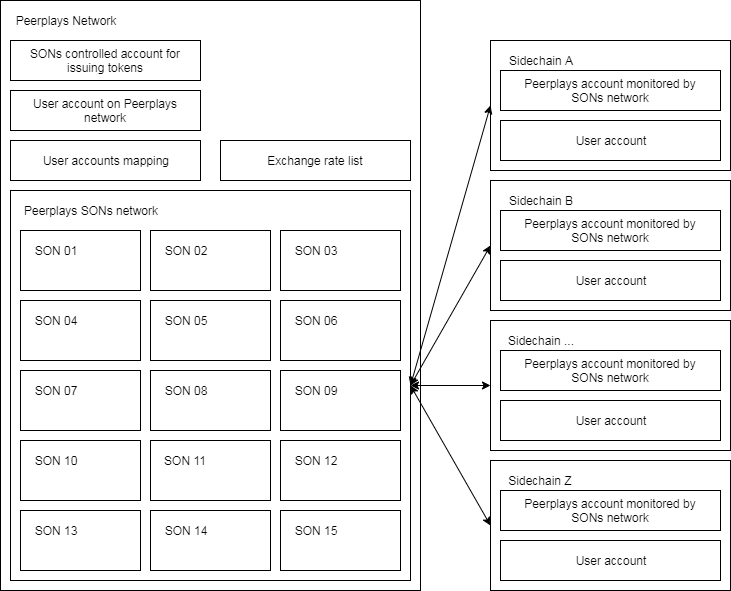 Peerplays Network
SONs controlled account for
issuing tokens
User account on Peerplays
network
User accounts mapping
Exchange rate list
Peerplays SONs network
SON 01
SON 02
SON 03
SON 04
SON 05
SON 06
SON 07
SON 08
SON 09
SON 10
SON 11
SON 12
SON 13
SON 14
SON 15
Sidechain A
Peerplays account monitored by
SONs network
User account
Sidechain B
Peerplays account monitored by
SONs network
User account
Sidechain ...
Peerplays account monitored by
SONs network
User account
Sidechain Z
Peerplays account monitored by
SONs network
User account